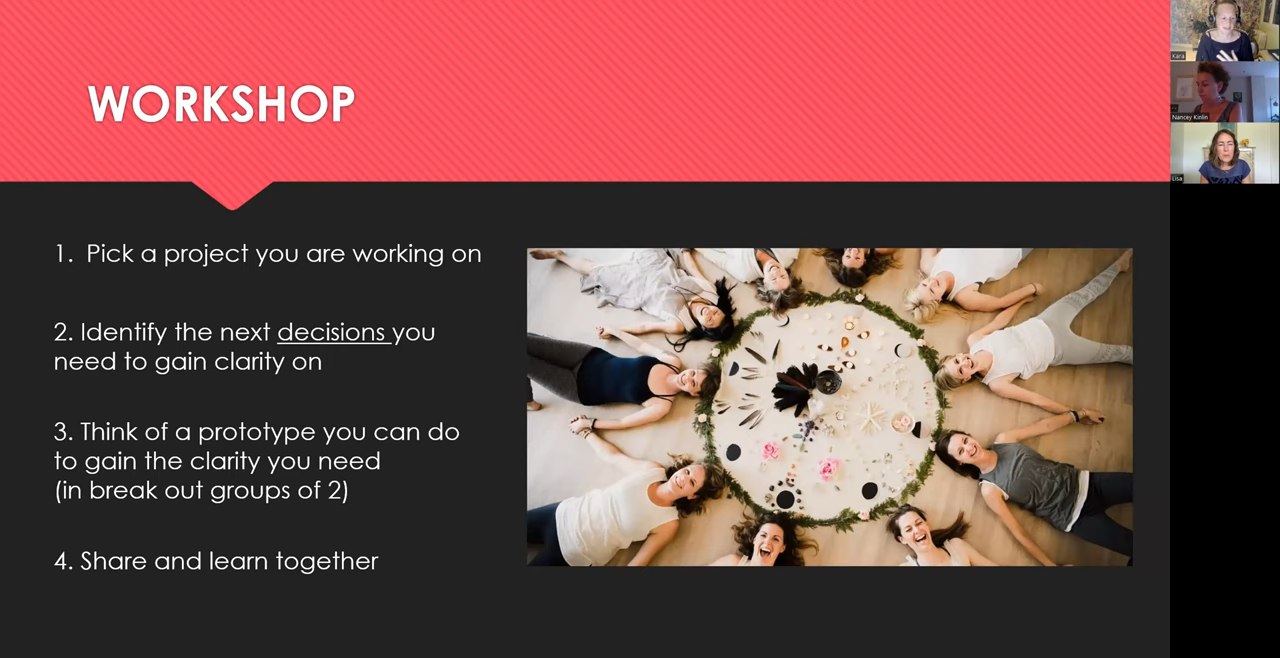 WORKSHOP
1. Pick a project you are working on
2. Identify the next decisions you
need to gain clarity on
3. Think of a prototype you can do
to gain the clarity you need
(in break out groups of 2)
4. Share and learn together
Kara
Nancey Kinlin
Lisa